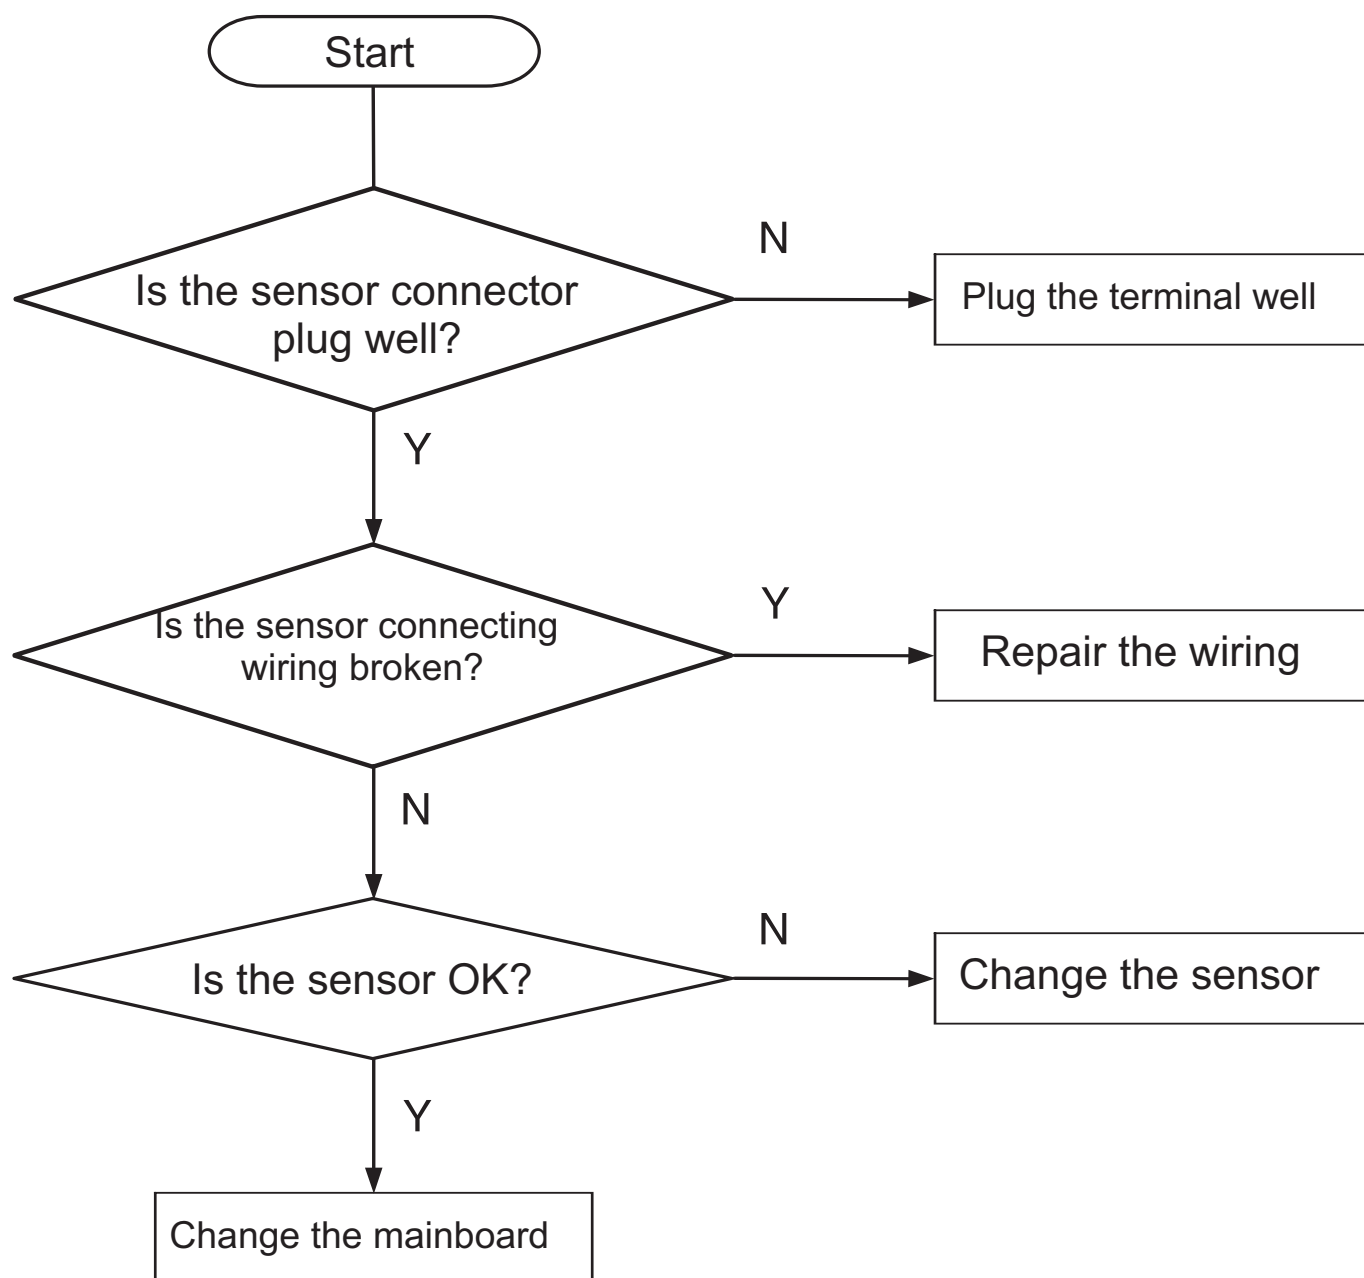 Start
Is the sensor connector
plug well?
N
Plug the terminal well
Y
Is the sensor connecting
wiring broken?
Y
Repair the wiring
N
Is the sensor OK?
N
Change the sensor
Y
Change the mainboard